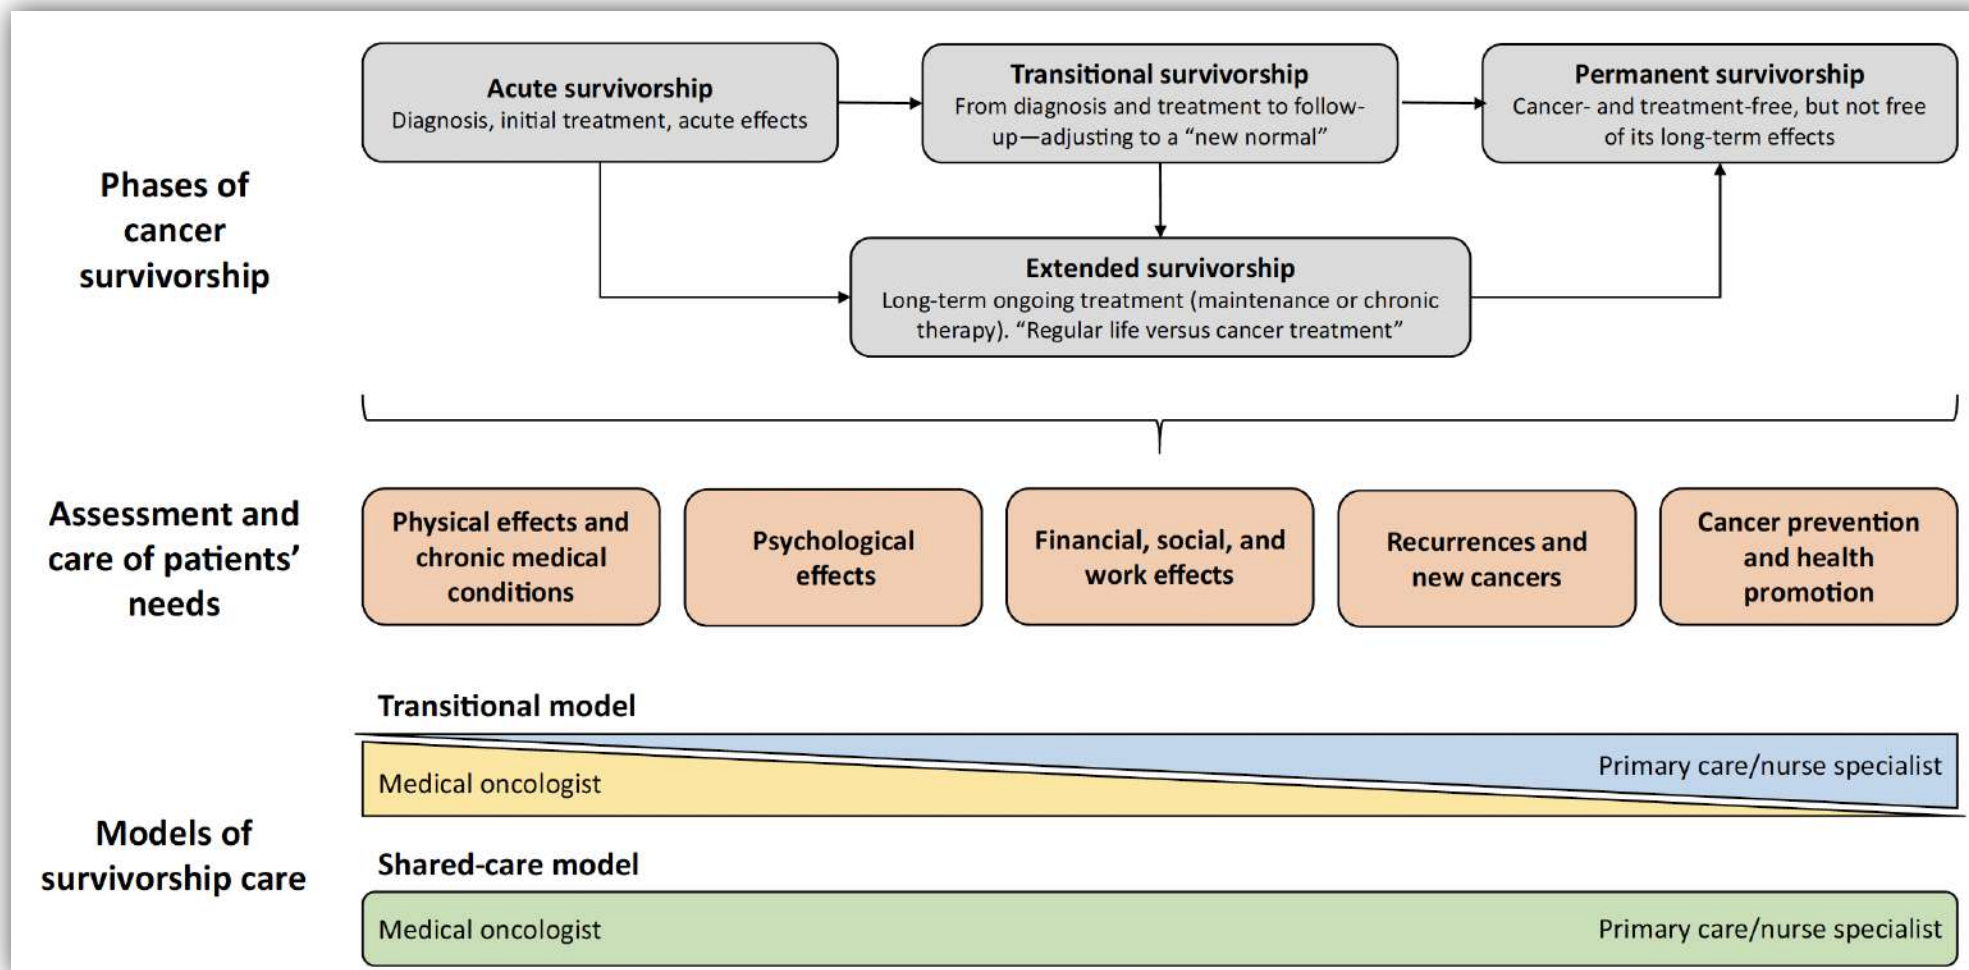 Phases of
cancer
survivorship
Acute survivorship
Diagnosis, initial treatment, acute effects
Transitional survivorship
From diagnosis and treatment to follow-
up—adjusting to a “new normal”
Permanent survivorship
Cancer- and treatment-free, but not free
of its long-term effects
Extended survivorship
Long-term ongoing treatment (maintenance or chronic
therapy). “Regular life versus cancer treatment”
Assessment and
care of patients’
needs
Physical effects and
chronic medical
conditions
Psychological
effects
Financial, social, and
work effects
Recurrences and
new cancers
Cancer prevention
and health
promotion
Models of
survivorship care
Transitional model
Medical oncologist
Primary care/nurse specialist
Shared-care model
Medical oncologist
Primary care/nurse specialist